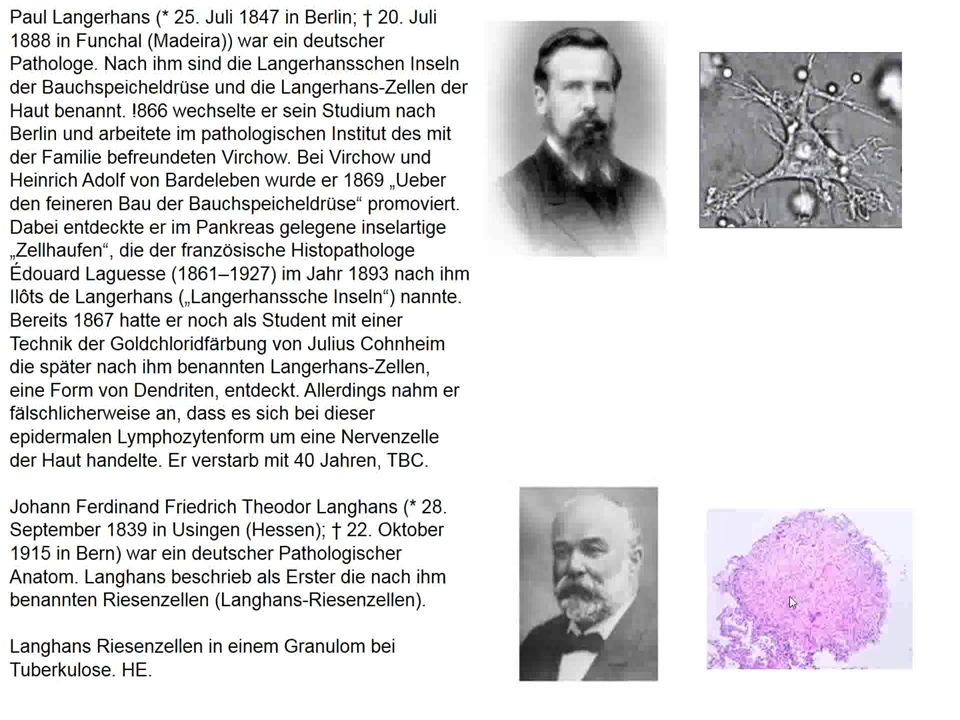 Paul Langerhans (* 25. Juli 1847 in Berlin; † 20. Juli
1888 in Funchal (Madeira)) war ein deutscher
Pathologe. Nach ihm sind die Langerhansschen Inseln
der Bauchspeicheldrüse und die Langerhans-Zellen der
Haut benannt. !866 wechselte er sein Studium nach
Berlin und arbeitete im pathologischen Institut des mit
der Familie befreundeten Virchow. Bei Virchow und
Heinrich Adolf von Bardeleben wurde er 1869 „Ueber
den feineren Bau der Bauchspeicheldrüse“ promoviert.
Dabei entdeckte er im Pankreas gelegene inselartige
„Zellhaufen“, die der französische Histopathologe
Édouard Laguesse (1861–1927) im Jahr 1893 nach ihm
Ilôts de Langerhans („Langerhanssche Inseln“) nannte.
Bereits 1867 hatte er noch als Student mit einer
Technik der Goldchloridfärbung von Julius Cohnheim
die später nach ihm benannten Langerhans-Zellen,
eine Form von Dendriten, entdeckt. Allerdings nahm er
fälschlicherweise an, dass es sich bei dieser
epidermalen Lymphozytenform um eine Nervenzelle
der Haut handelte. Er verstarb mit 40 Jahren, TBC.
Johann Ferdinand Friedrich Theodor Langhans (* 28.
September 1839 in Usingen (Hessen); † 22. Oktober
1915 in Bern) war ein deutscher Pathologischer
Anatom. Langhans beschrieb als Erster die nach ihm
benannten Riesenzellen (Langhans-Riesenzellen).
Langhans Riesenzellen in einem Granulom bei
Tuberkulose. HE.